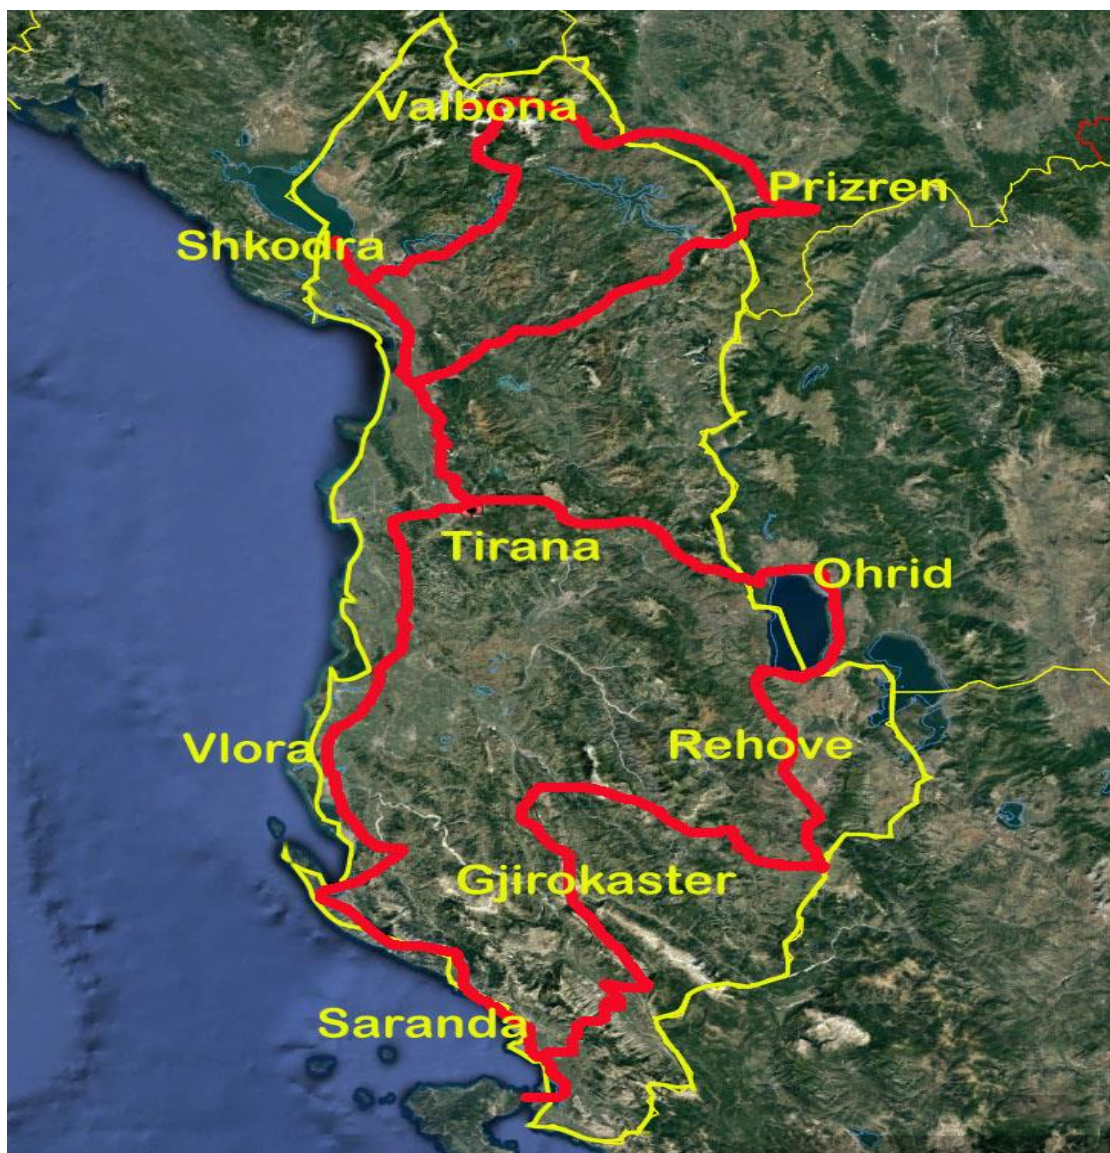 Valbona
Prizren
Shkodra
Tirana
Ohrid
Vlora
Rehove
Gjirokaster
Saranda